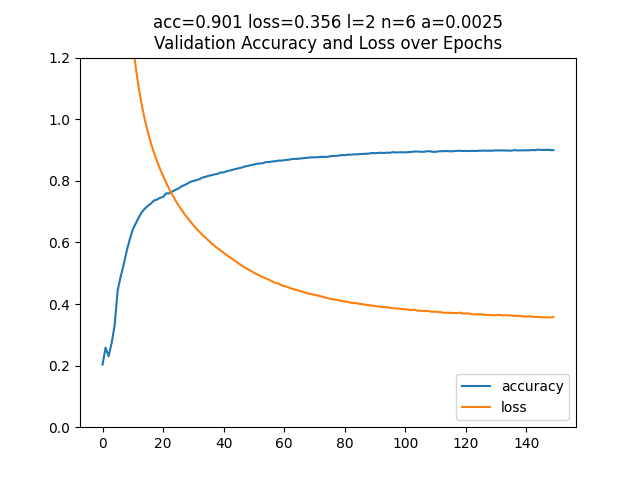 acc=0.901 loss=0.356 l=2 n=6 a=0.0025
Validation Accuracy and Loss over Epochs
1.2
1.0
0.8
0.6
0.4
0.2
0.0
accuracy
loss
0 20 40 60 80 100 120 140